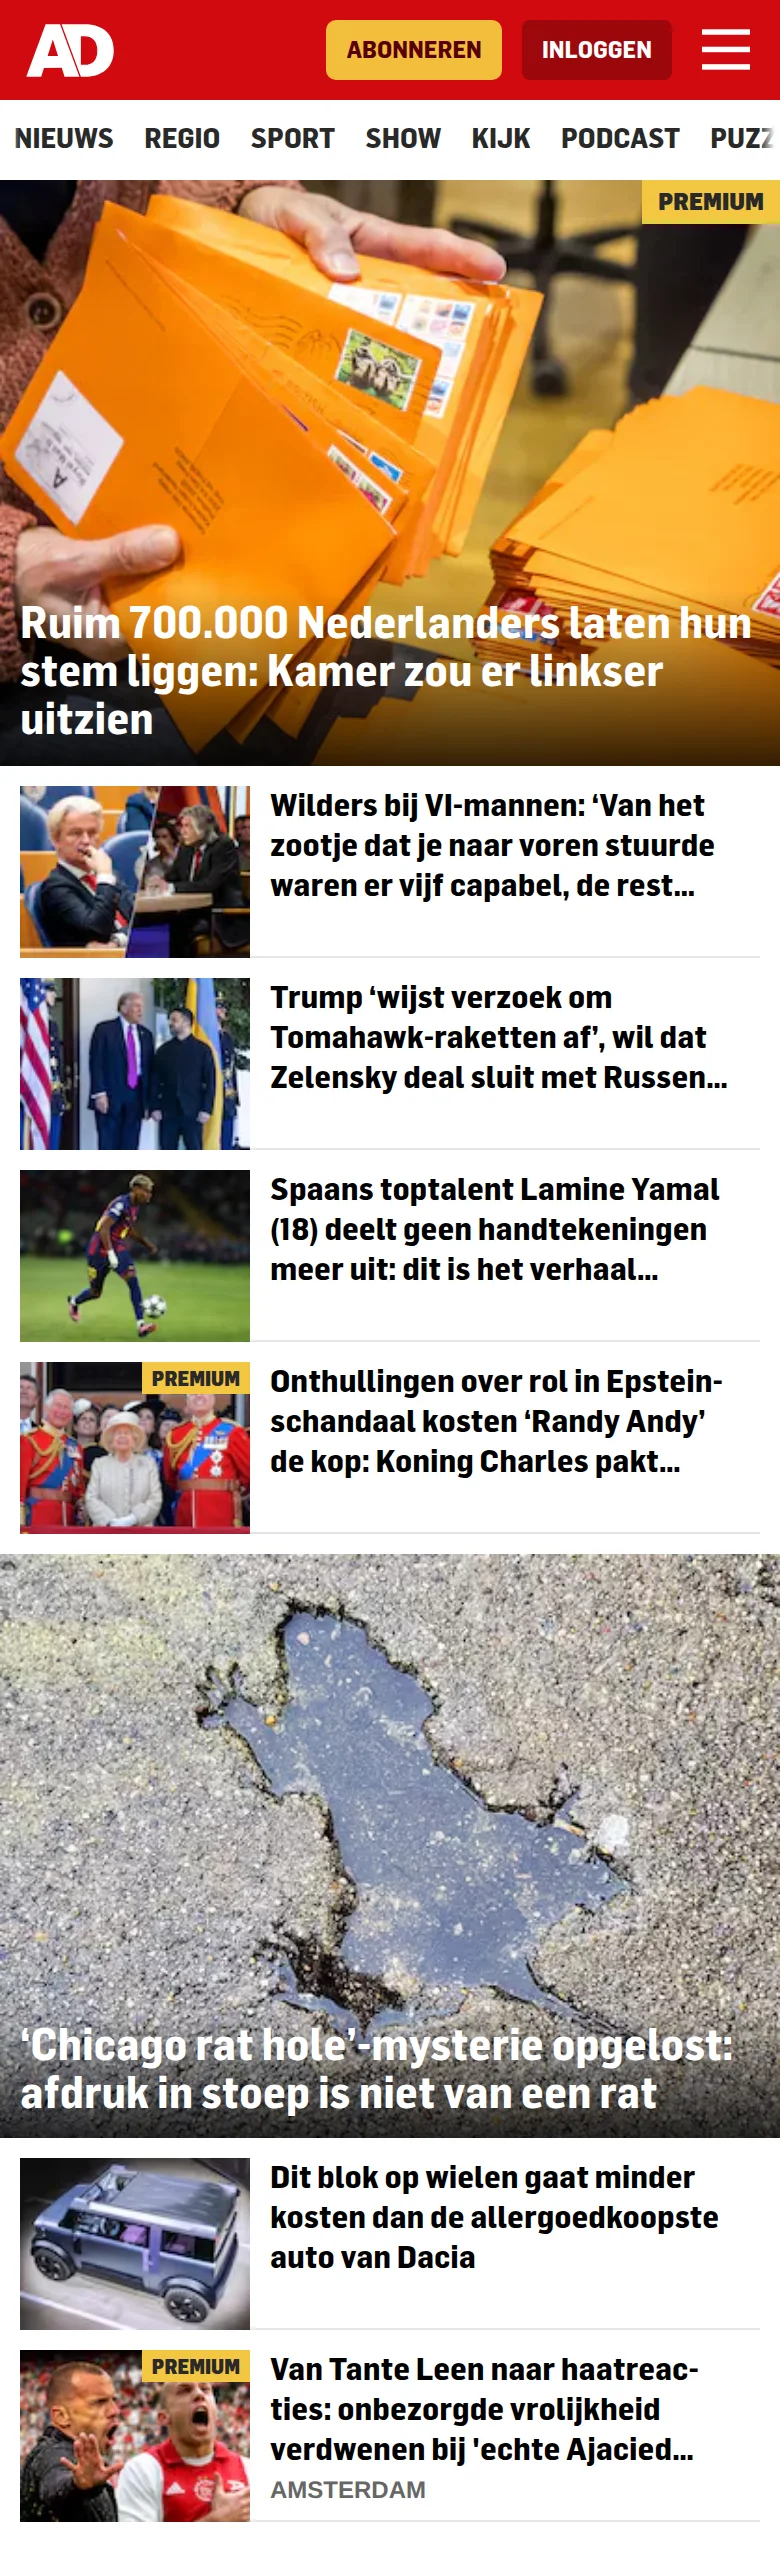 AD
ABONNEREN
INLOGGEN
NIEUWS REGIO SPORT SHOW KIJK PODCAST PUZZ
PREMIUM
Ruim 700.000 Nederlanders laten hun
stem liggen: Kamer zou er linkser
uitzien
Wilders bij VI-mannen: ‘Van het
zootje dat je naar voren stuurde
waren er vijf capabel, de rest...
Trump ‘wijst verzoek om
Tomahawk-raketten af’, wil dat
Zelensky deal sluit met Russen...
Spaans toptalent Lamine Yamal
(18) deelt geen handtekeningen
meer uit: dit is het verhaal...
PREMIUM
Onthullingen over rol in Epstein-
schandaal kosten ‘Randy Andy’
de kop: Koning Charles pakt...
‘Chicago rat hole’-mysterie opgelost:
afdruk in stoep is niet van een rat
Dit blok op wielen gaat minder
kosten dan de allergoedkoopste
auto van Dacia
PREMIUM
Van Tante Leen naar haatreac-
ties: onbezorgde vrolijkheid
verdwenen bij 'echte Ajacied...
AMSTERDAM